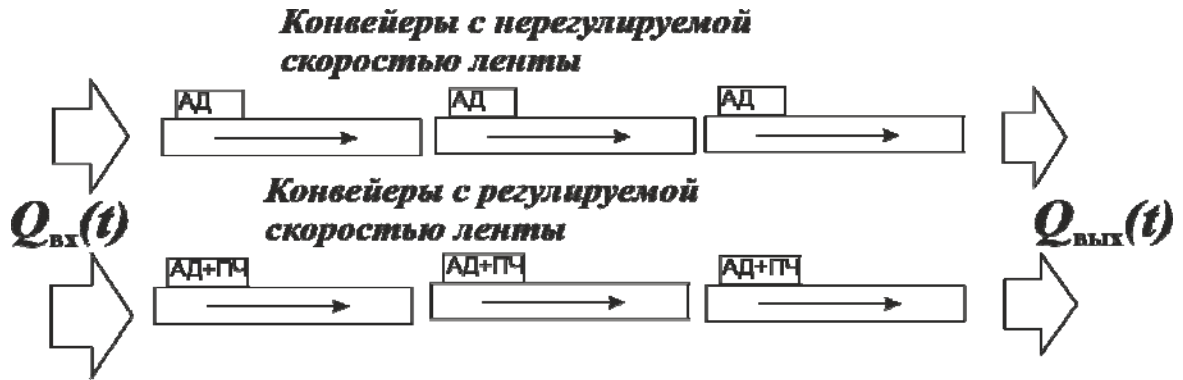 Конвейеры с нерегулируемой
скоростью ленты
АД АД АД
Конвейеры с регулируемой
скоростью ленты
Qвх(t) Qвых(t)
АД+ПЧ АД+ПЧ АД+ПЧ